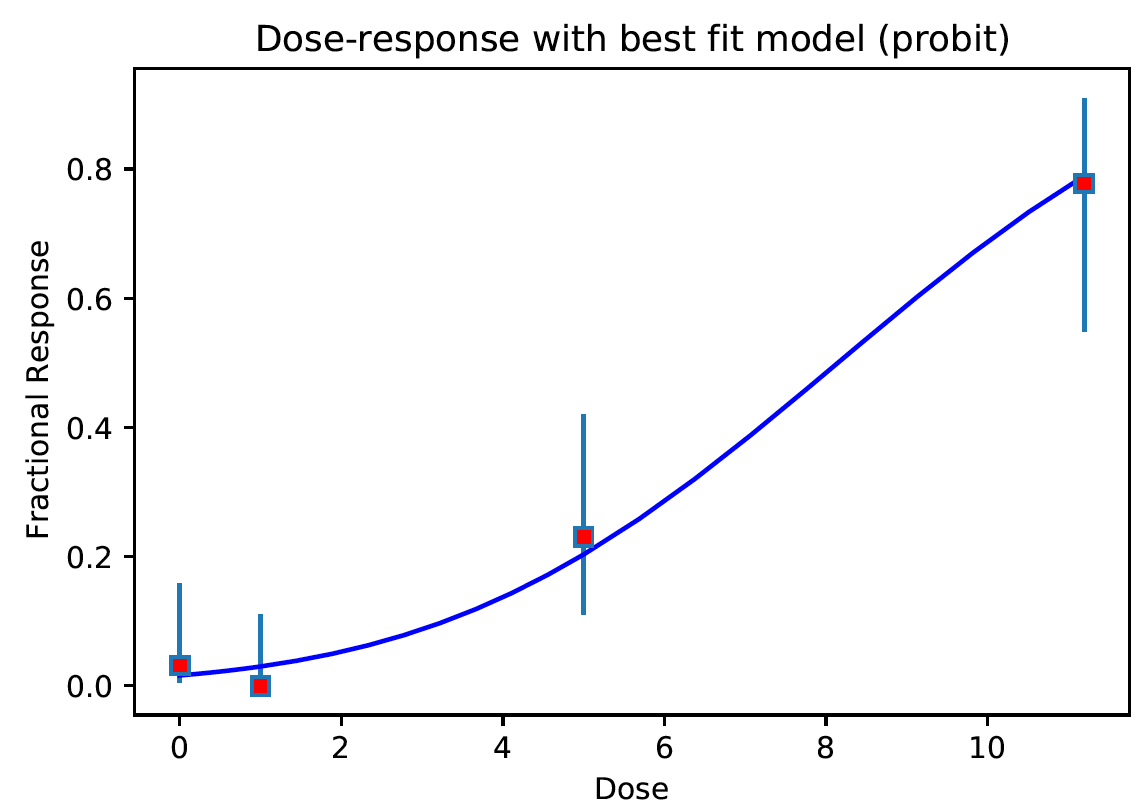 Dose-response with best fit model (probit)
Fractional Response
0.8
0.6
0.4
0.2
0.0
0 2 4 6 8 10
Dose